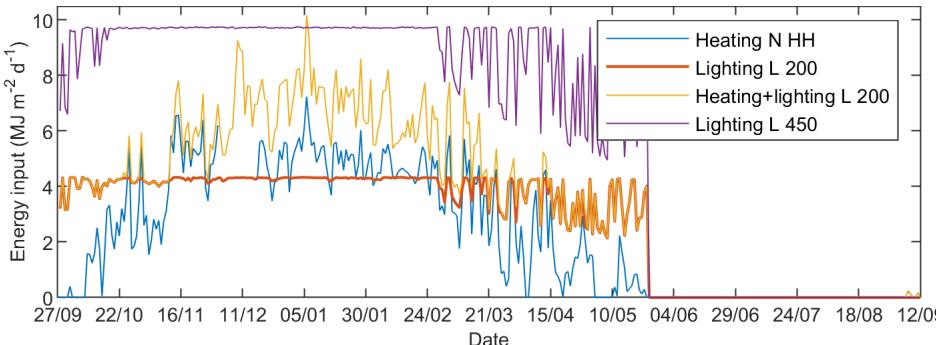 Energy input (MJ m⁻² d⁻¹)
10
8
6
4
2
0
Heating N HH
Lighting L 200
Heating+lighting L 200
Lighting L 450
27/09 22/10 16/11 11/12 05/01 30/01 24/02 21/03 15/04 10/05 04/06 29/06 24/07 18/08 12/09
Date